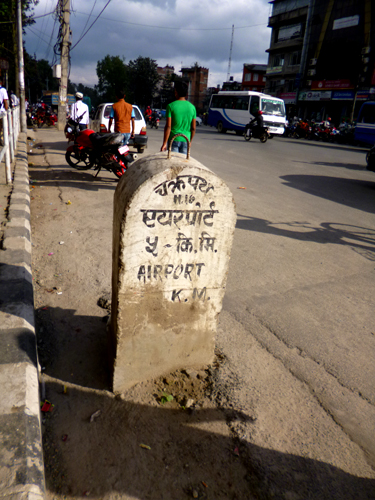 चक्रपथ
H.16
एयरपोर्ट
५ - कि.मि.
AIRPORT
K.M.